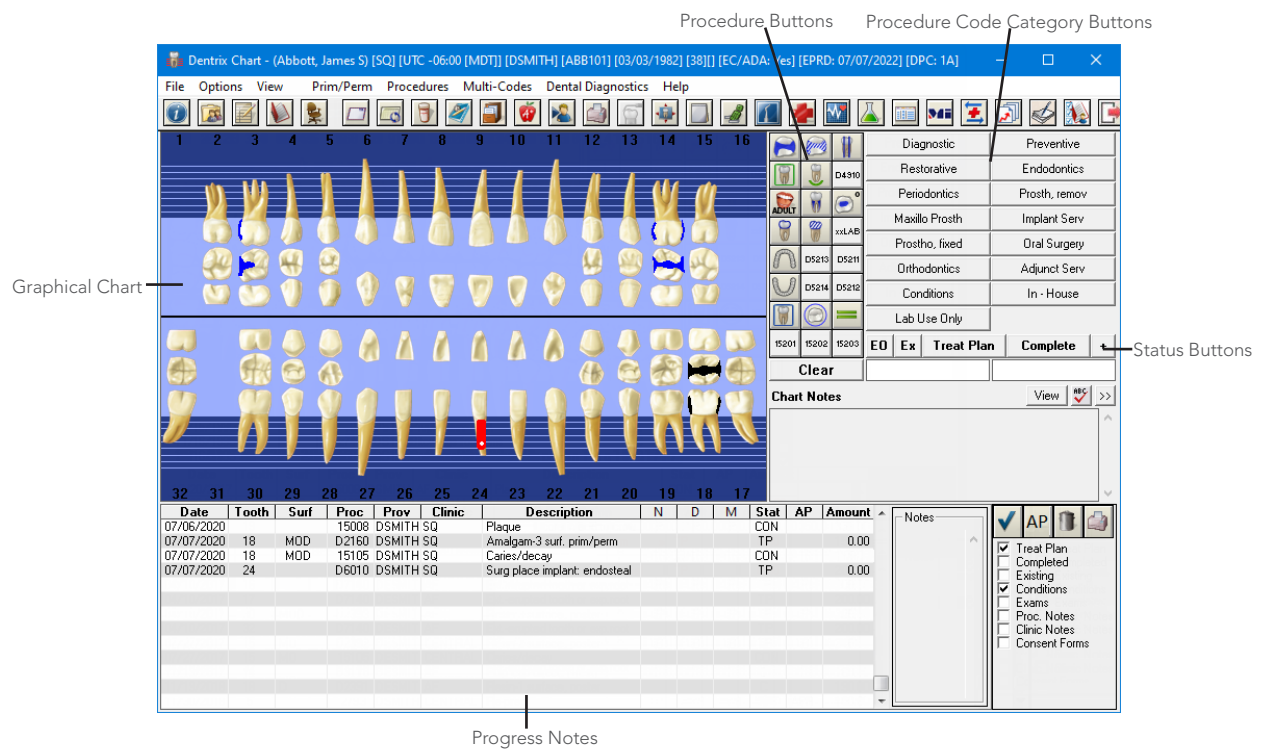 Procedure Buttons Procedure Code Category Buttons
Dentrix Chart - (Abbott, James S) [SQ] [UTC -06:00 [MDT]] [DSMITH] [ABB101] [03/03/1982] [38][] [EC/ADA: Yes] [EPRD: 07/07/2022] [DPC: 1A]
File Options View Prim/Perm Procedures Multi-Codes Dental Diagnostics Help
1 2 3 4 5 6 7 8 9 10 11 12 13 14 15 16
Diagnostic Preventive
D4910 Restorative Endodontics
ADULT Periodontics Prosth, remov
Maxillo Prosth Implant Serv
xxLAB
Prostho, fixed Oral Surgery
D5213 D5211 Orthodontics Adjunct Serv
Graphical Chart
D5214 D5212 Conditions In - House
Lab Use Only
15201 15202 15203 EO Ex Treat Plan Complete
Status Buttons
Clear
Chart Notes View ABC >>
32 31 30 29 28 27 26 25 24 23 22 21 20 19 18 17
Date Tooth Surf Proc Prov Clinic Description N D M Stat AP Amount
07/06/2020 15008 DSMITH SQ Plaque CON
07/07/2020 18 MOD D2160 DSMITH SQ Amalgam-3 surf. prim/perm TP 0.00
07/07/2020 18 MOD 15105 DSMITH SQ Caries/decay CON
07/07/2020 24 D6010 DSMITH SQ Surg place implant: endosteal TP 0.00
Notes
AP
Treat Plan
Completed
Existing
Conditions
Exams
Proc. Notes
Clinic Notes
Consent Forms
Progress Notes